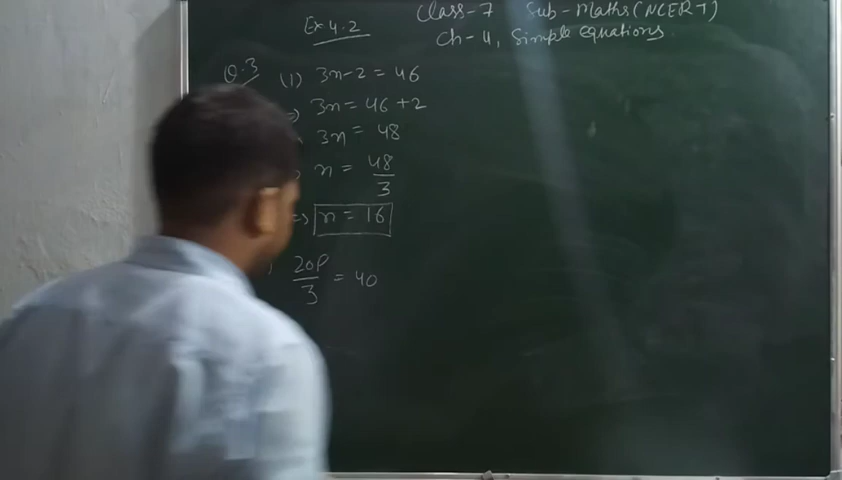 Class-7 Sub-Maths(NCERT)
Ch-4, Simple equations
Ex 4.2
Q.3 (1) 3n-2 = 46
=) 3n = 46 +2
3n = 48
n = 48/3
=) n = 16
20P/3 = 40